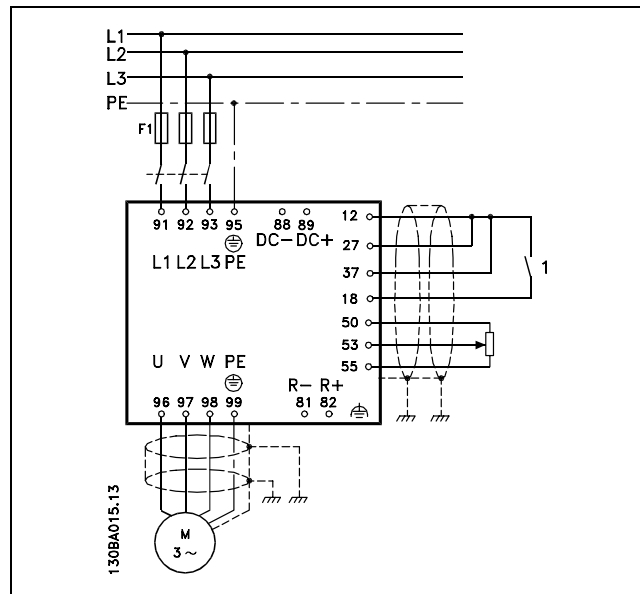 L1
L2
L3
PE
F1
91 92 93 95 88 89 12
DC- DC+
27
L1 L2 L3 PE
37
1
18
50
53
U V W PE
55
R- R+
96 97 98 99 81 82
M
3 ~
130BA015.13